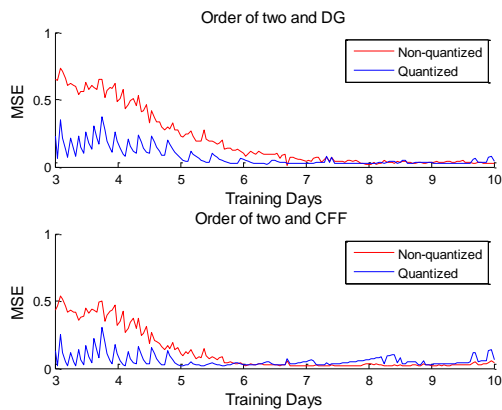 Order of two and DG
1
Non-quantized
Quantized
MSE
0.5
0
3 4 5 6 7 8 9 10
Training Days
Order of two and CFF
1
Non-quantized
Quantized
MSE
0.5
0
3 4 5 6 7 8 9 10
Training Days